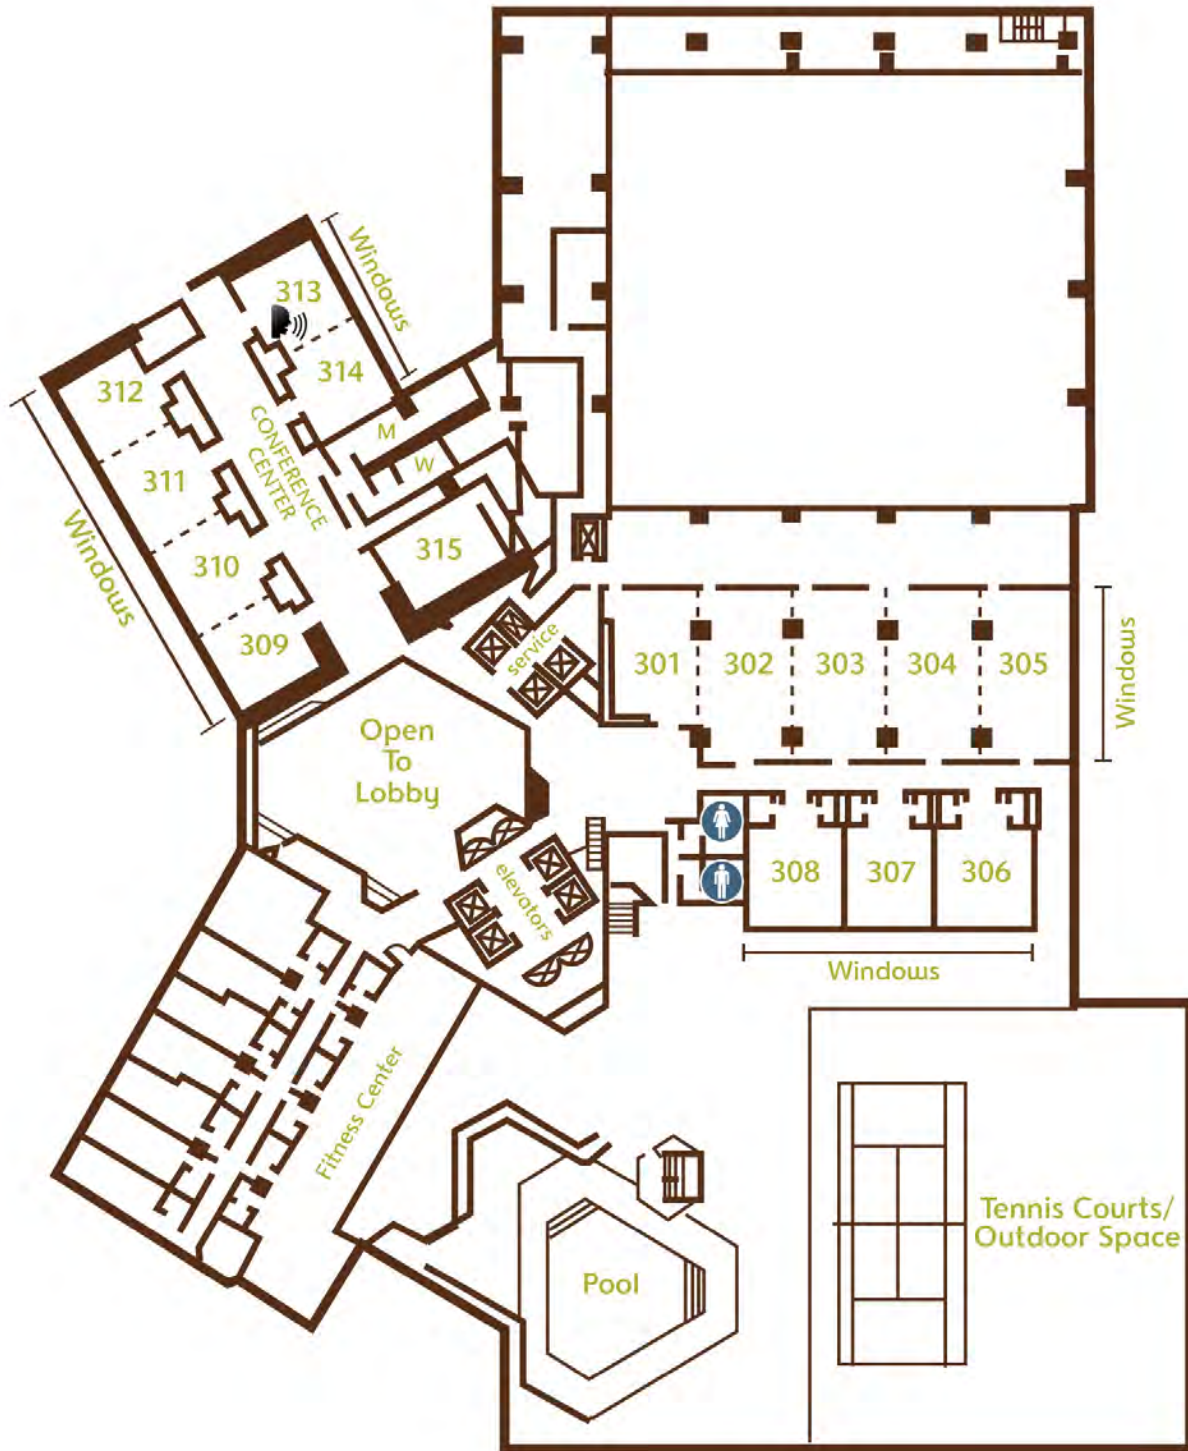 Windows
313
314
312
CONFERENCE
CENTER
M
W
311
Windows
315
310
309
service
301
302
303
304
305
Windows
Open
To
Lobby
elevators
308
307
306
Windows
Fitness Center
Tennis Courts/
Outdoor Space
Pool